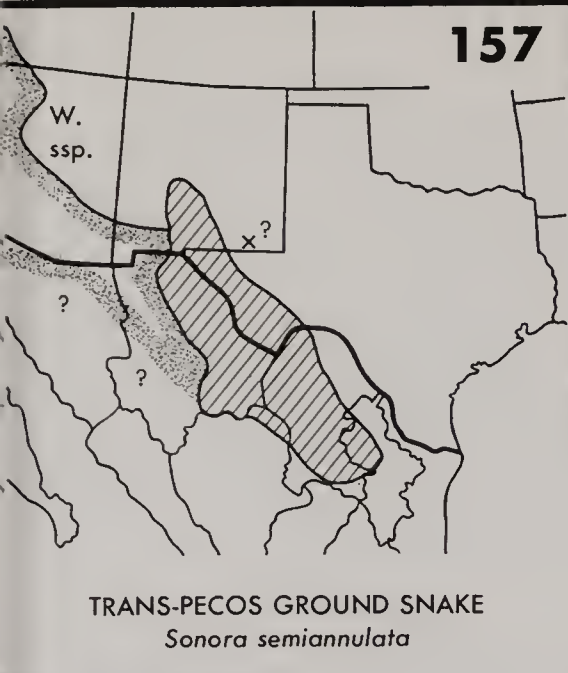 157
W.
ssp.
x?
?
?
TRANS-PECOS GROUND SNAKE
Sonora semiannulata